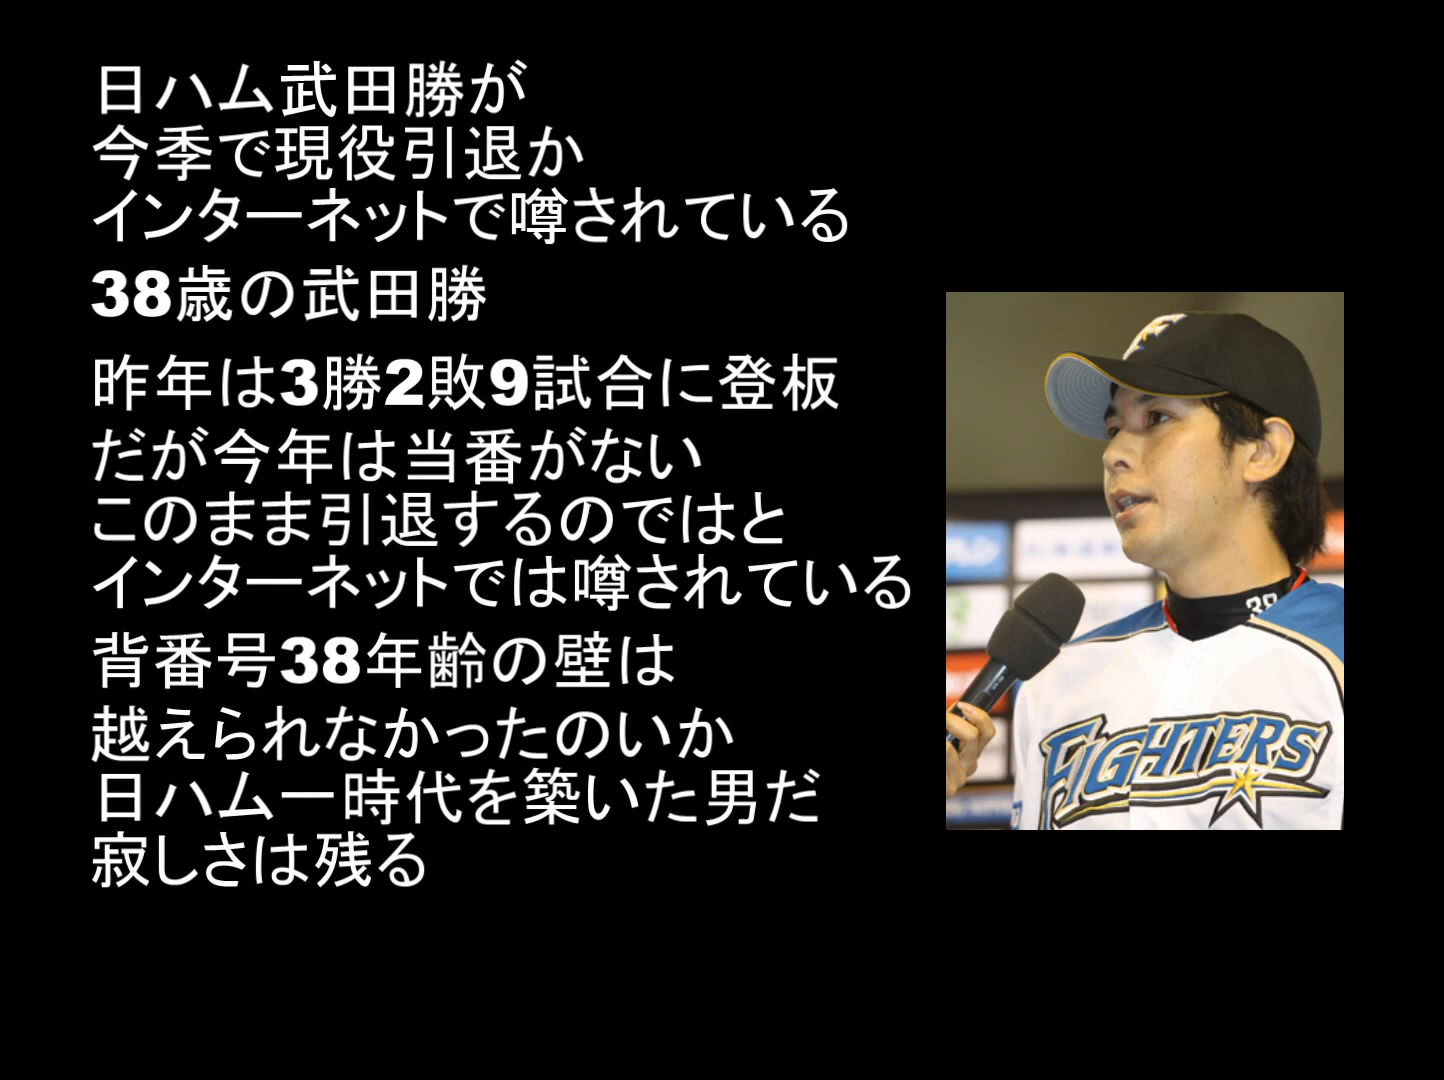 日ハム武田勝が
今季で現役引退か
インターネットで噂されている
38歳の武田勝
昨年は3勝2敗9試合に登板
だが今年は当番がない
このまま引退するのではと
インターネットでは噂されている
背番号38年齢の壁は
越えられなかったのいか
日ハム一時代を築いた男だ
寂しさは残る
38
FIGHTERS